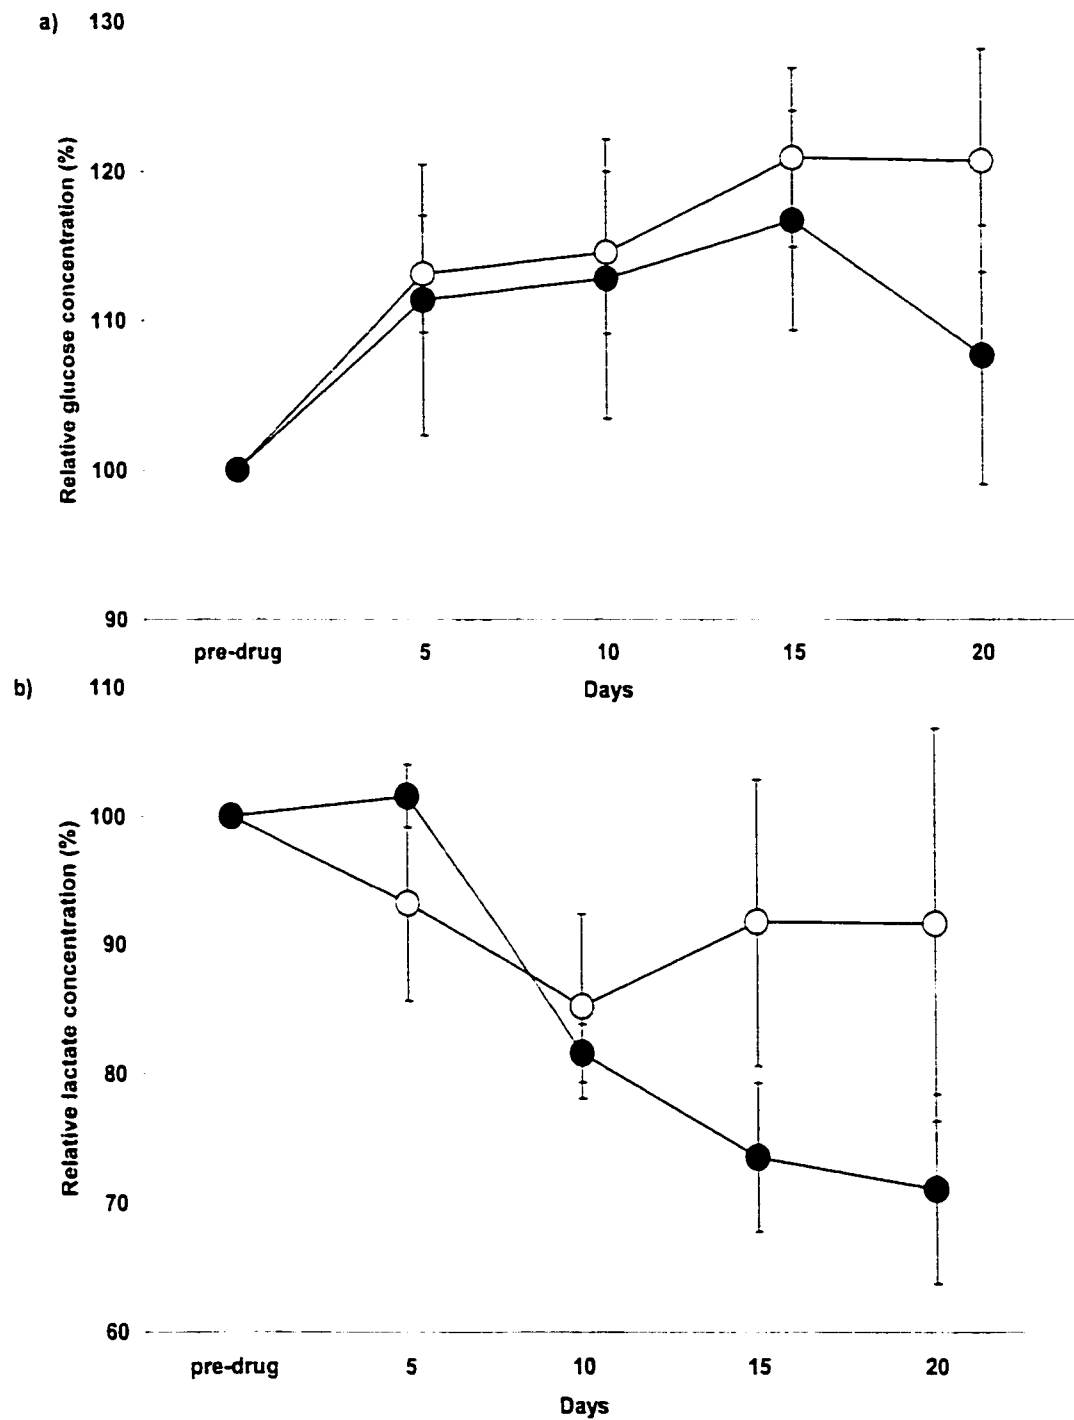 a)
130
120
110
100
90
Relative glucose concentration (%)
pre-drug 5 10 15 20
Days
b)
110
100
90
80
70
60
Relative lactate concentration (%)
pre-drug 5 10 15 20
Days